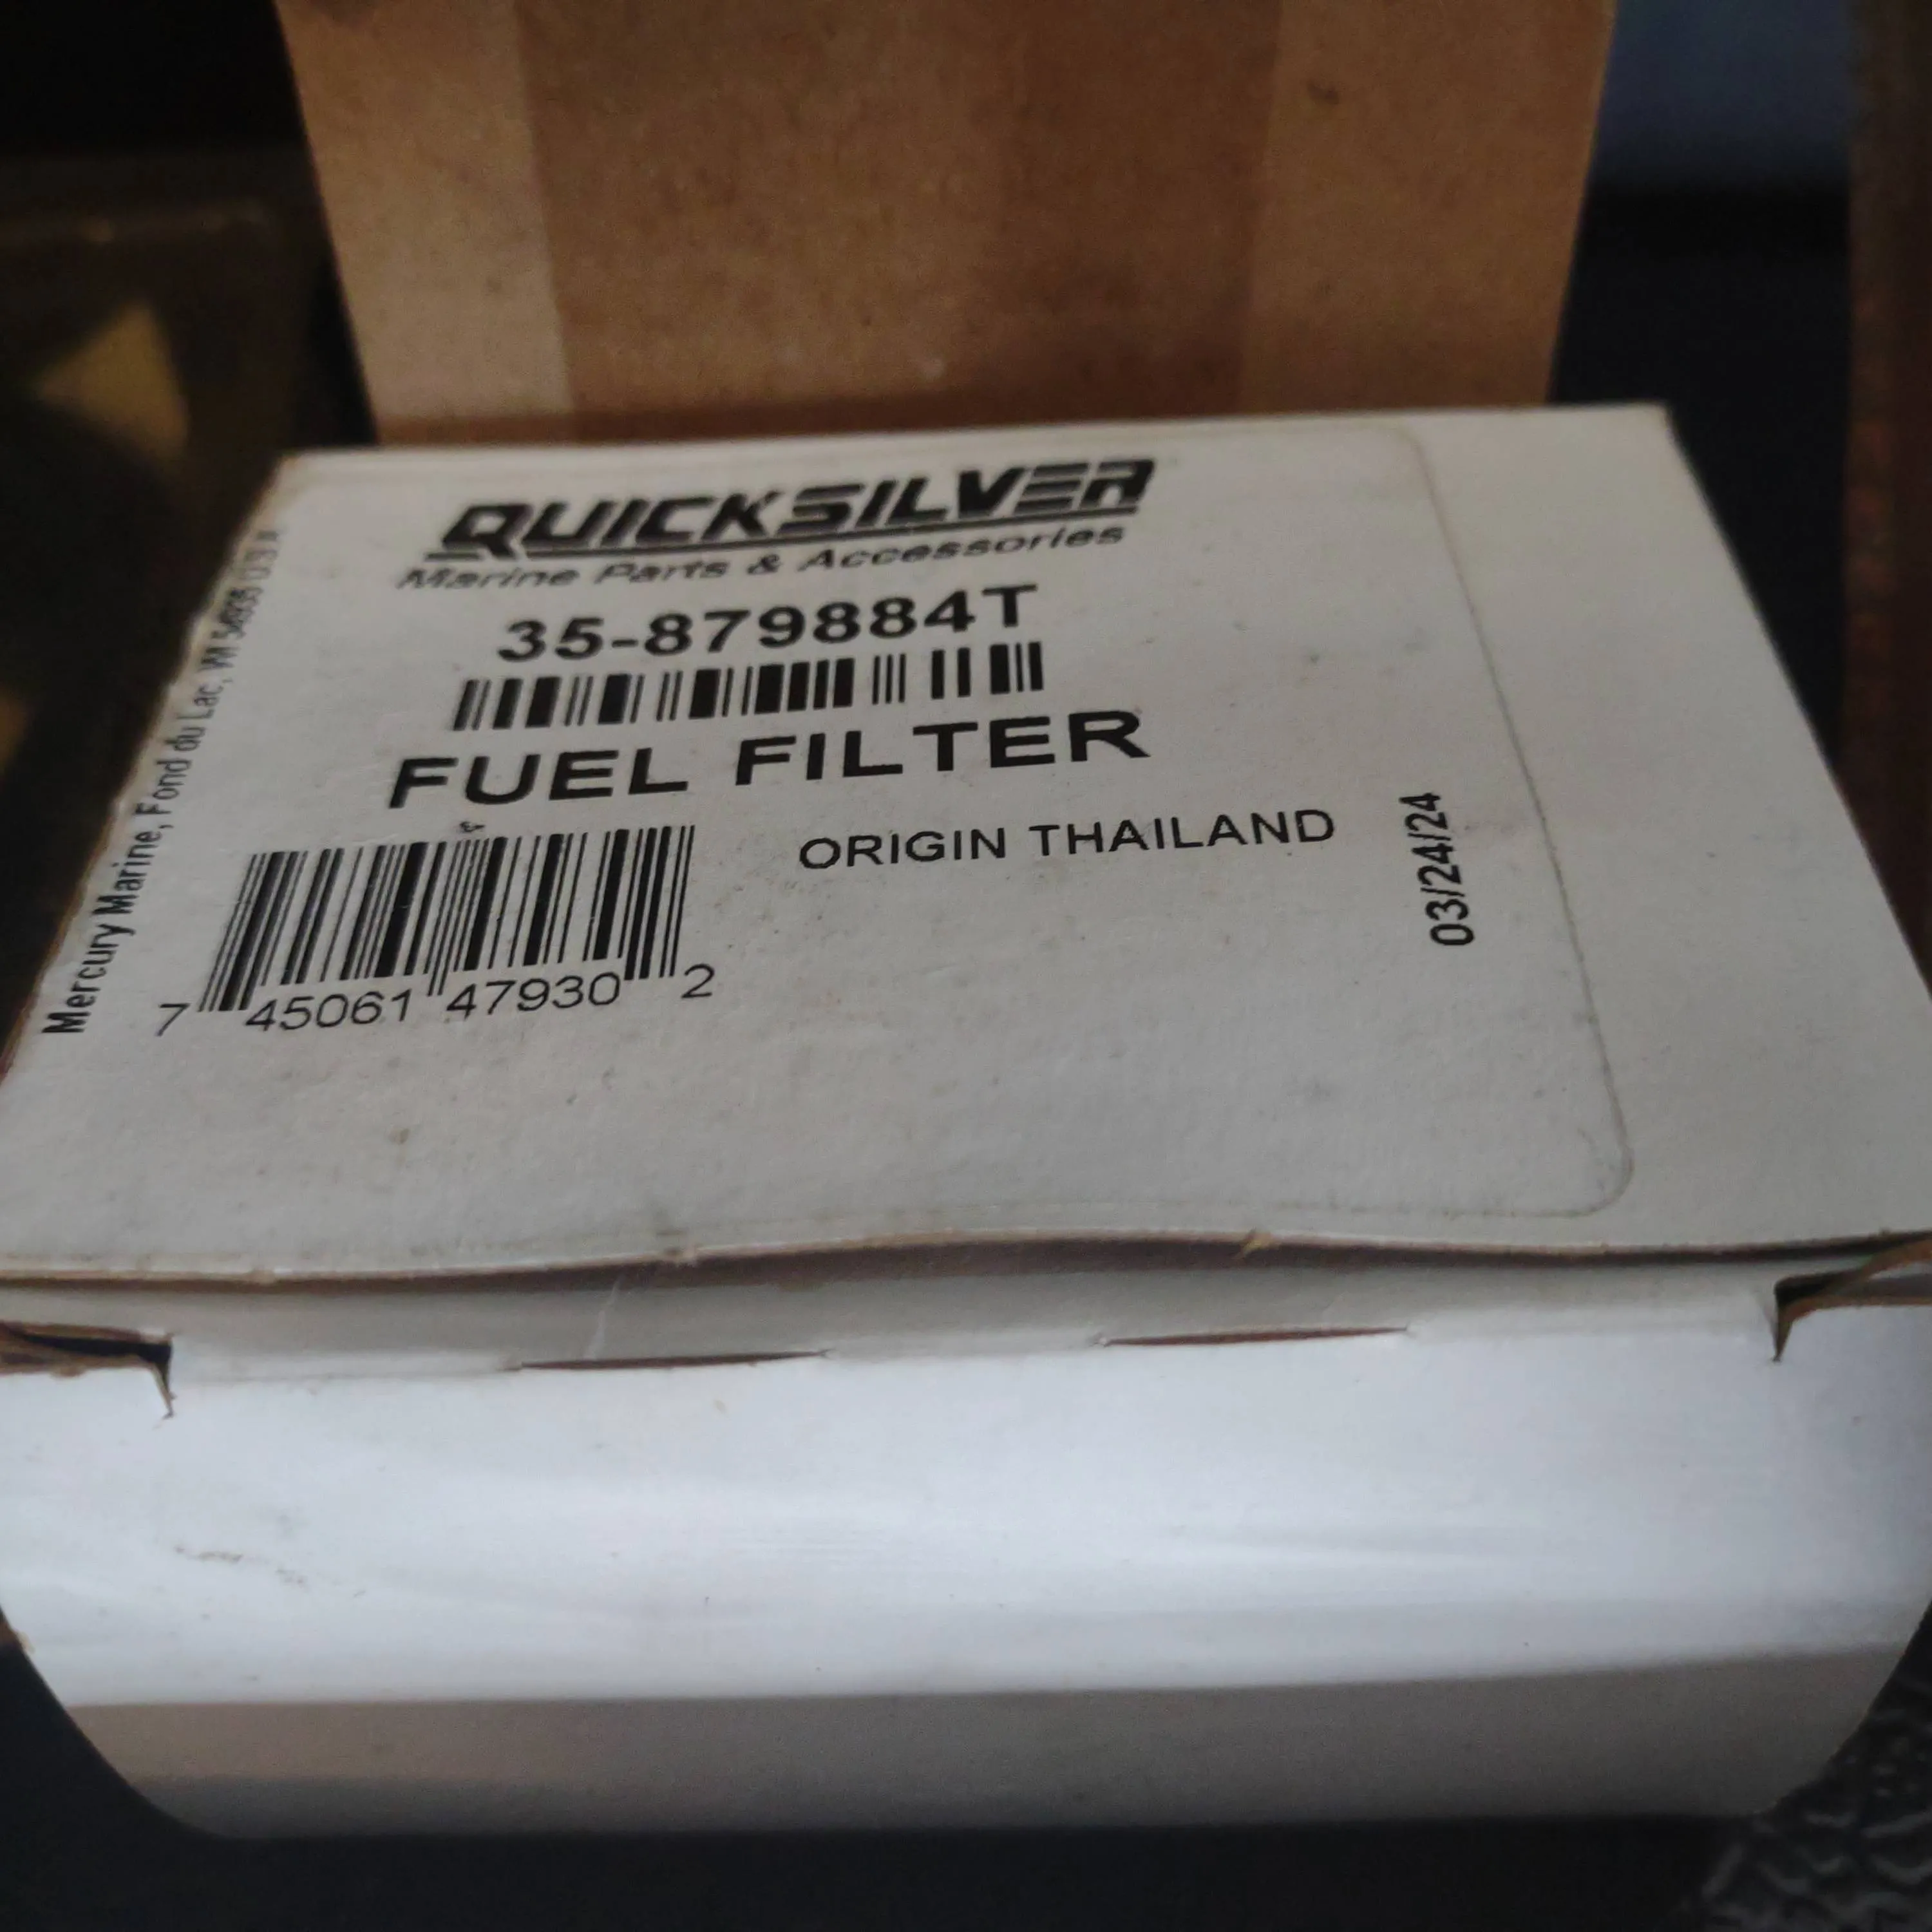 QUICKSILVER
Marine Parts & Accessories
35-879884T
FUEL FILTER
ORIGIN THAILAND
03/24/24
7 45061 47930 2
Mercury Marine, Fond du Lac, WI 54935 U.S.A